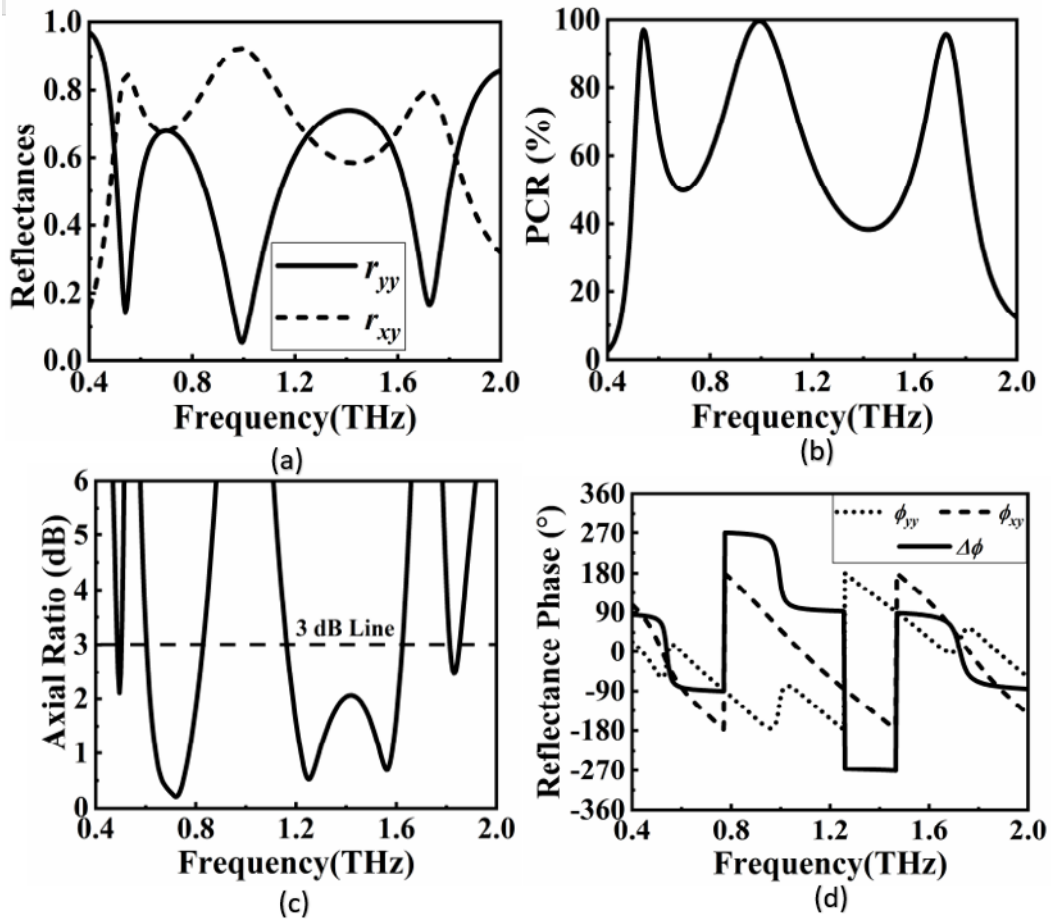 1.0
0.8
0.6
0.4
0.2
0.0
Reflectances
r_yy
r_xy
0.4 0.8 1.2 1.6 2.0
Frequency(THz)
(a)
100
80
60
40
20
0
PCR (%)
0.4 0.8 1.2 1.6 2.0
Frequency(THz)
(b)
6
5
4
3
2
1
0
Axial Ratio (dB)
3 dB Line
0.4 0.8 1.2 1.6 2.0
Frequency(THz)
(c)
360
270
180
90
0
-90
-180
-270
-360
Reflectance Phase (°)
ϕ_yy ϕ_xy
Δϕ
0.4 0.8 1.2 1.6 2.0
Frequency(THz)
(d)